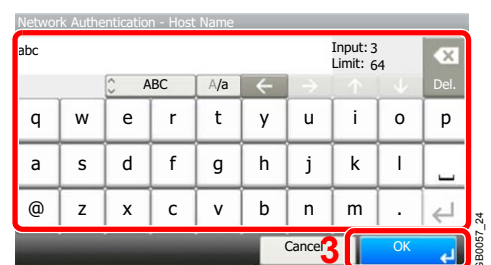 Network Authentication - Host Name
abc
Input: 3
Limit: 64
ABC A/a Del.
q w e r t y u i o p
a s d f g h j k l
@ z x c v b n m .
Cancel 3 OK
GB0057_24